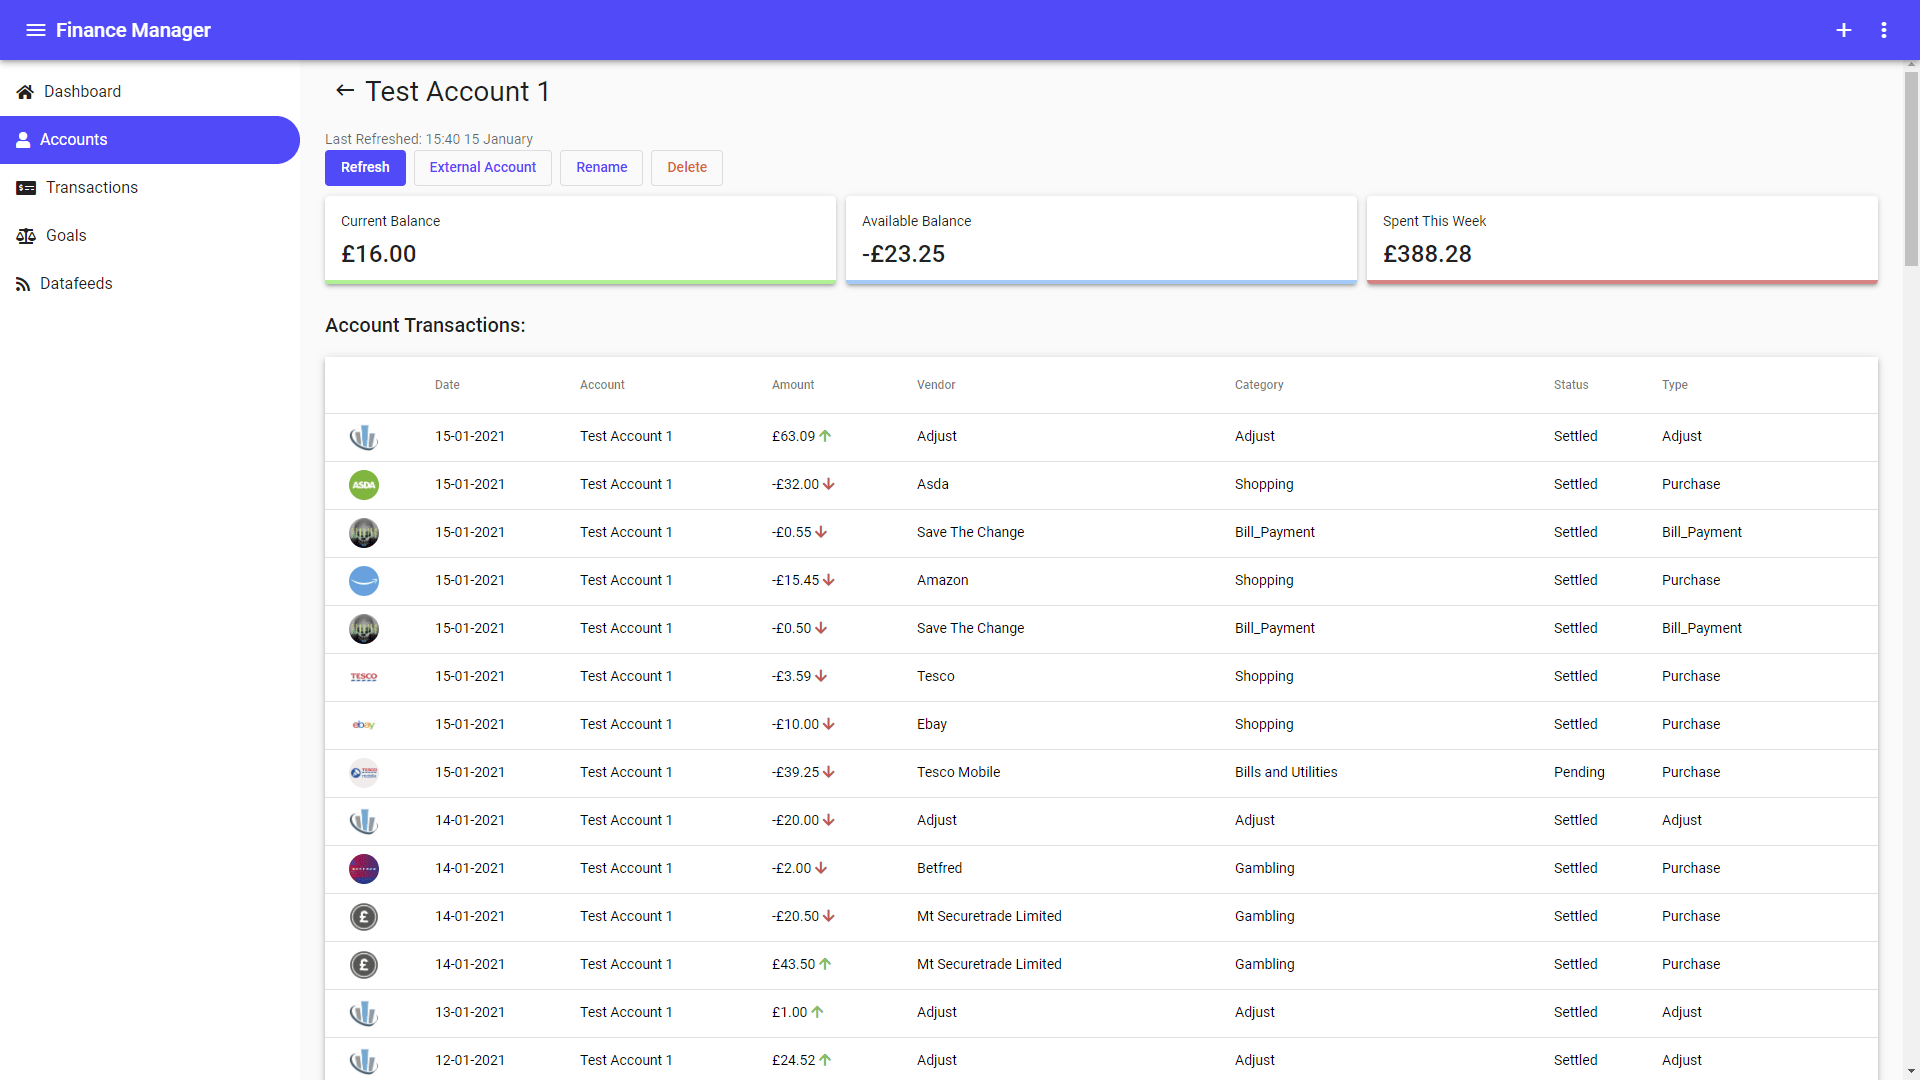 Finance Manager
Dashboard
Accounts
Transactions
Goals
Datafeeds
Test Account 1
Last Refreshed: 15:40 15 January
Refresh External Account Rename Delete
Current Balance Available Balance Spent This Week
£16.00 -£23.25 £388.28
Account Transactions:
Date Account Amount Vendor Category Status Type
15-01-2021 Test Account 1 £63.09 Adjust Adjust Settled Adjust
ASDA 15-01-2021 Test Account 1 -£32.00 Asda Shopping Settled Purchase
15-01-2021 Test Account 1 -£0.55 Save The Change Bill_Payment Settled Bill_Payment
15-01-2021 Test Account 1 -£15.45 Amazon Shopping Settled Purchase
15-01-2021 Test Account 1 -£0.50 Save The Change Bill_Payment Settled Bill_Payment
TESCO 15-01-2021 Test Account 1 -£3.59 Tesco Shopping Settled Purchase
ebay 15-01-2021 Test Account 1 -£10.00 Ebay Shopping Settled Purchase
TESCO mobile 15-01-2021 Test Account 1 -£39.25 Tesco Mobile Bills and Utilities Pending Purchase
14-01-2021 Test Account 1 -£20.00 Adjust Adjust Settled Adjust
14-01-2021 Test Account 1 -£2.00 Betfred Gambling Settled Purchase
£ 14-01-2021 Test Account 1 -£20.50 Mt Securetrade Limited Gambling Settled Purchase
£ 14-01-2021 Test Account 1 £43.50 Mt Securetrade Limited Gambling Settled Purchase
13-01-2021 Test Account 1 £1.00 Adjust Adjust Settled Adjust
12-01-2021 Test Account 1 £24.52 Adjust Adjust Settled Adjust